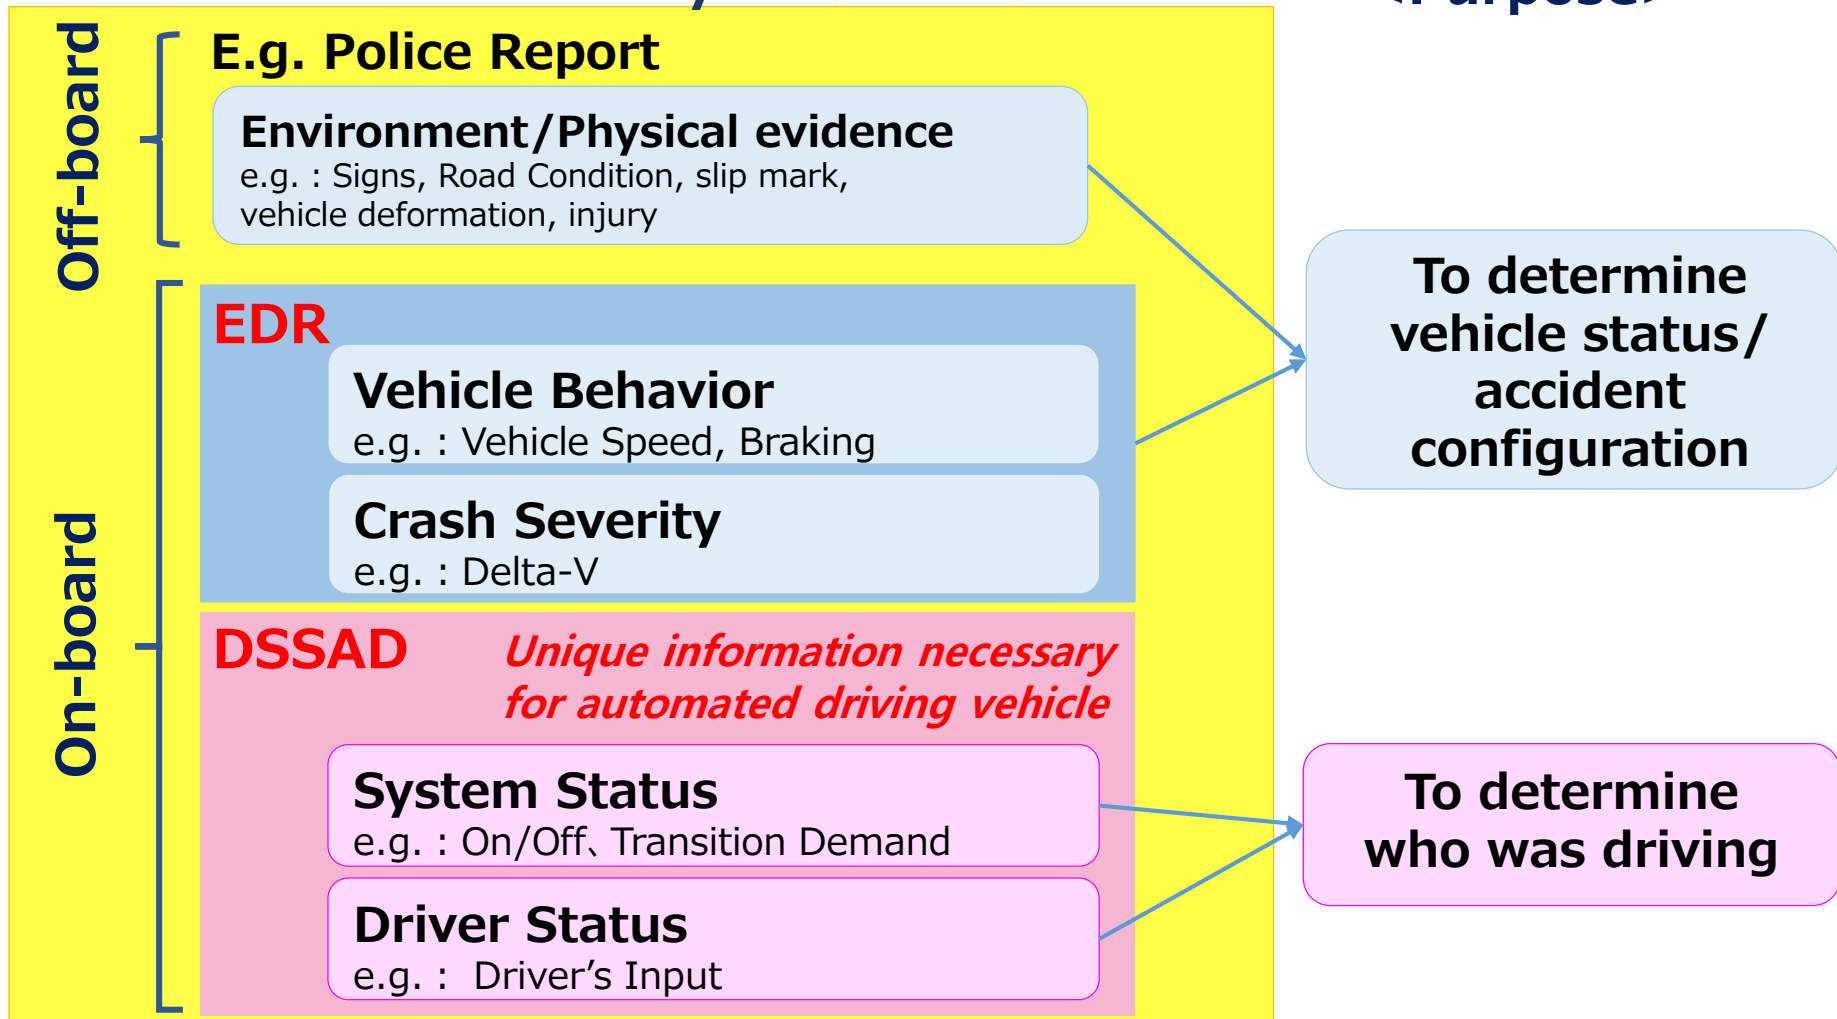 <Purpose>
Off-board
E.g. Police Report
Environment/Physical evidence
e.g. : Signs, Road Condition, slip mark,
vehicle deformation, injury
On-board
EDR
Vehicle Behavior
e.g. : Vehicle Speed, Braking
Crash Severity
e.g. : Delta-V
DSSAD
Unique information necessary
for automated driving vehicle
System Status
e.g. : On/Off、Transition Demand
Driver Status
e.g. : Driver’s Input
To determine
vehicle status/
accident
configuration
To determine
who was driving